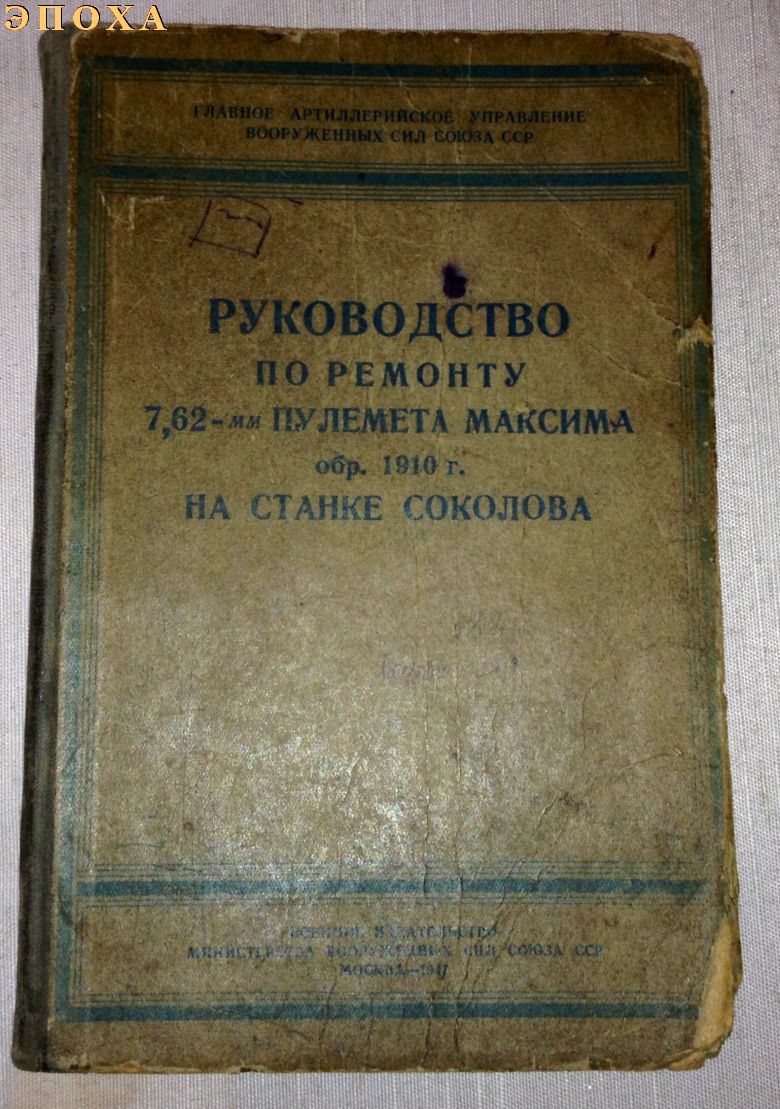 ЭПОХА
ГЛАВНОЕ АРТИЛЛЕРИЙСКОЕ УПРАВЛЕНИЕ
ВООРУЖЕННЫХ СИЛ СОЮЗА ССР
РУКОВОДСТВО
ПО РЕМОНТУ
7,62-мм ПУЛЕМЕТА МАКСИМА
обр. 1910 г.
НА СТАНКЕ СОКОЛОВА
ВОЕННОЕ ИЗДАТЕЛЬСТВО
МИНИСТЕРСТВА ВООРУЖЕННЫХ СИЛ СОЮЗА ССР
МОСКВА—1947